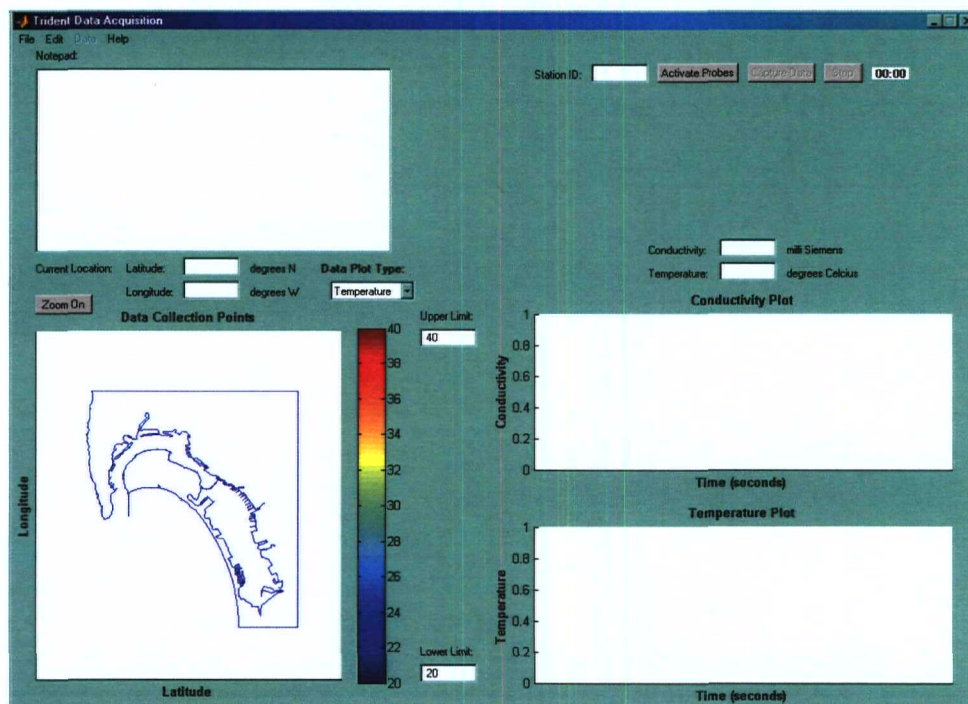 Trident Data Acquisition
File Edit Data Help
Notepad:
Station ID: Activate Probes Capture Data Stop 00:00
Conductivity: milli Siemens
Temperature: degrees Celcius
Current Location: Latitude: degrees N Data Plot Type:
Longitude: degrees W Temperature
Zoom On
Data Collection Points
Upper Limit:
40
40
38
36
34
32
30
28
26
24
22
20
Lower Limit:
20
Longitude
Latitude
Conductivity Plot
1
0.8
0.6
0.4
0.2
0
Conductivity
Time (seconds)
Temperature Plot
1
0.8
0.6
0.4
0.2
0
Temperature
Time (seconds)